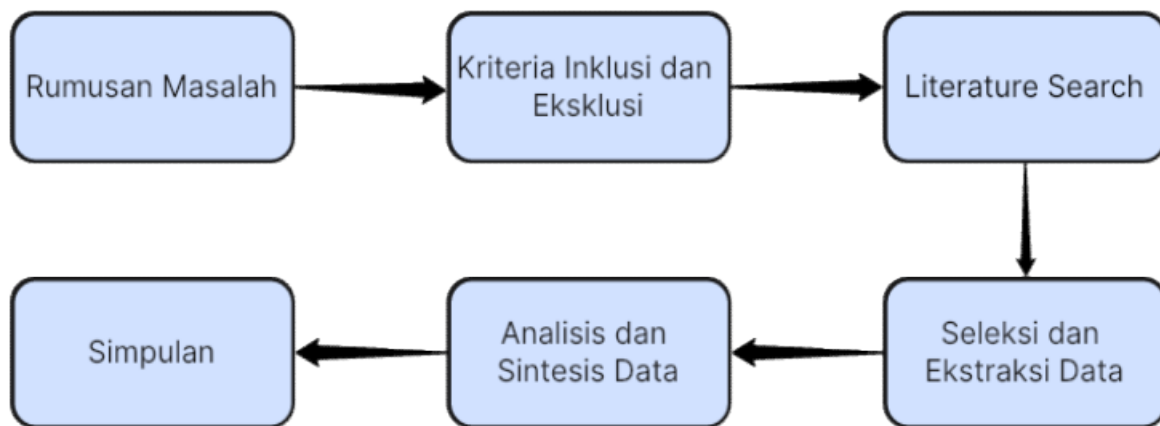 Rumusan Masalah
Kriteria Inklusi dan
Eksklusi
Literature Search
Seleksi dan
Ekstraksi Data
Analisis dan
Sintesis Data
Simpulan